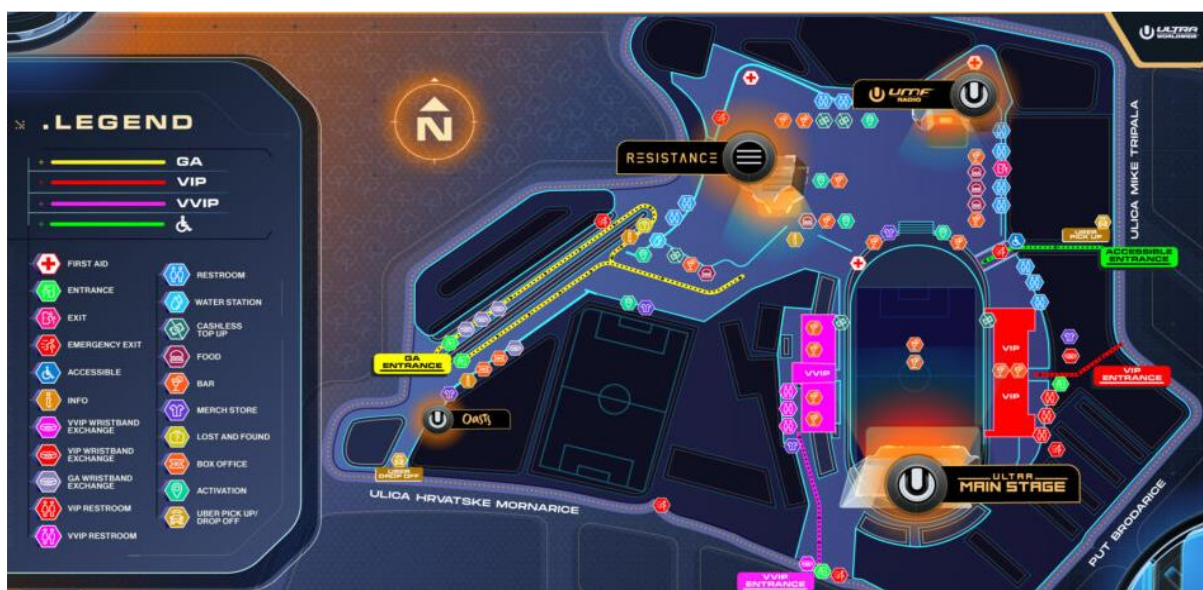 ULTRA
WORLDWIDE
.LEGEND
GA
VIP
VVIP
FIRST AID
ENTRANCE
EXIT
EMERGENCY EXIT
ACCESSIBLE
INFO
VVIP WRISTBAND
EXCHANGE
VIP WRISTBAND
EXCHANGE
GA WRISTBAND
EXCHANGE
VIP RESTROOM
VVIP RESTROOM
RESTROOM
WATER STATION
CASHLESS
TOP UP
FOOD
BAR
MERCH STORE
LOST AND FOUND
BOX OFFICE
ACTIVATION
UBER PICK UP/
DROP OFF
N
UMF
RADIO
RESISTANCE
ULICA MIKE TRIPALA
UBER
PICK UP
ACCESSIBLE
ENTRANCE
GA
ENTRANCE
VVIP
VIP
VIP
VIP
ENTRANCE
Oasis
UBER
DROP OFF
ULTRA
MAIN STAGE
ULICA HRVATSKE MORNARICE
PUT BRODARICE
VVIP
ENTRANCE